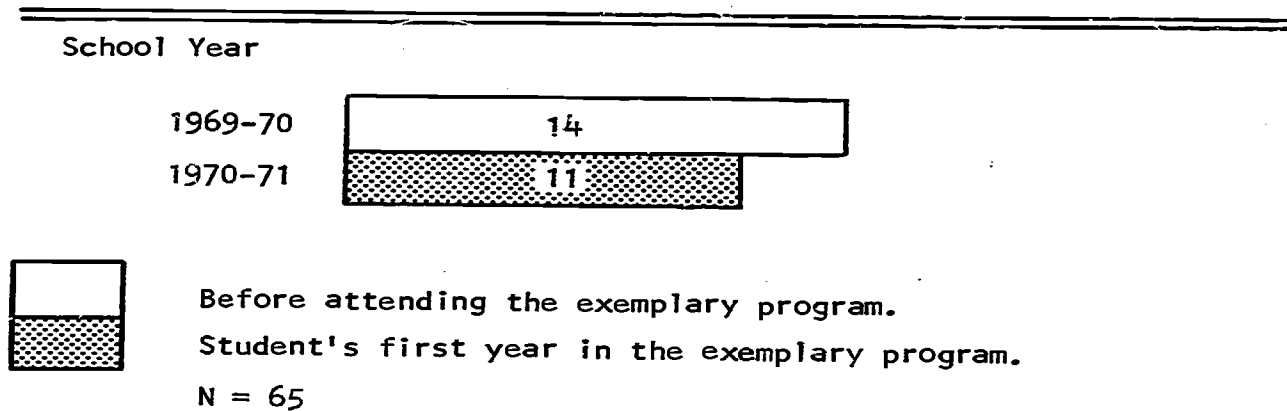 School Year
1969-70 14
1970-71 11
Before attending the exemplary program.
Student's first year in the exemplary program.
N = 65